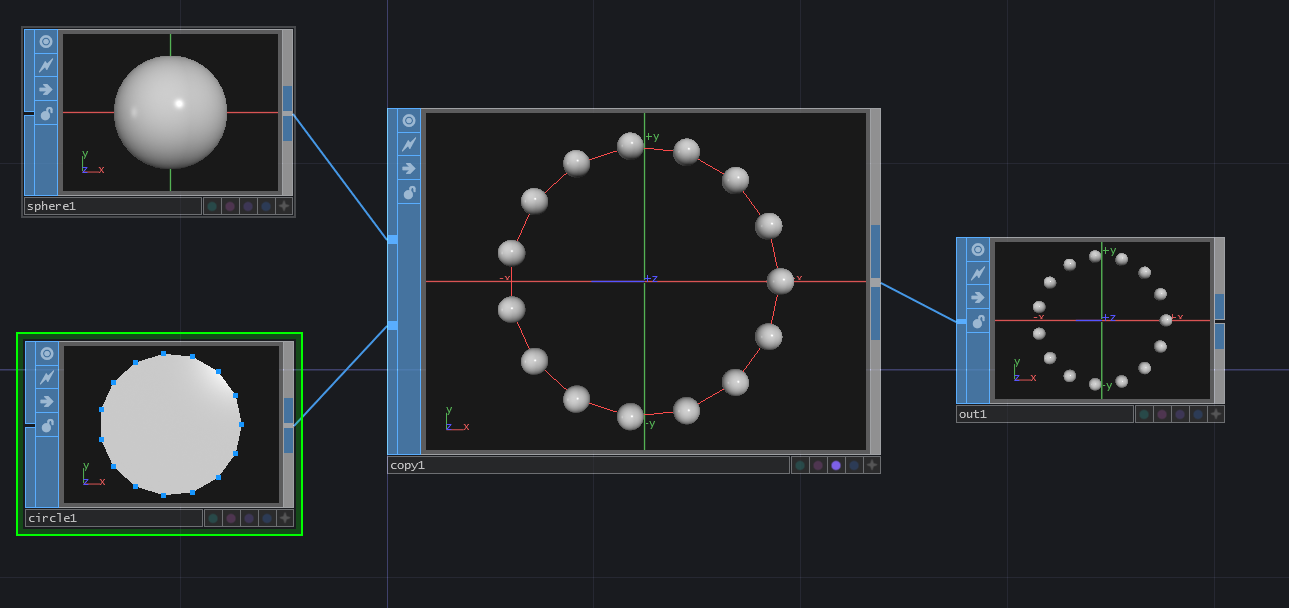 y
z x
sphere1
+y
-x +z -x
y
z x
-y
copy1
+y
-x +z +x
y
z x
-y
out1
y
z x
circle1